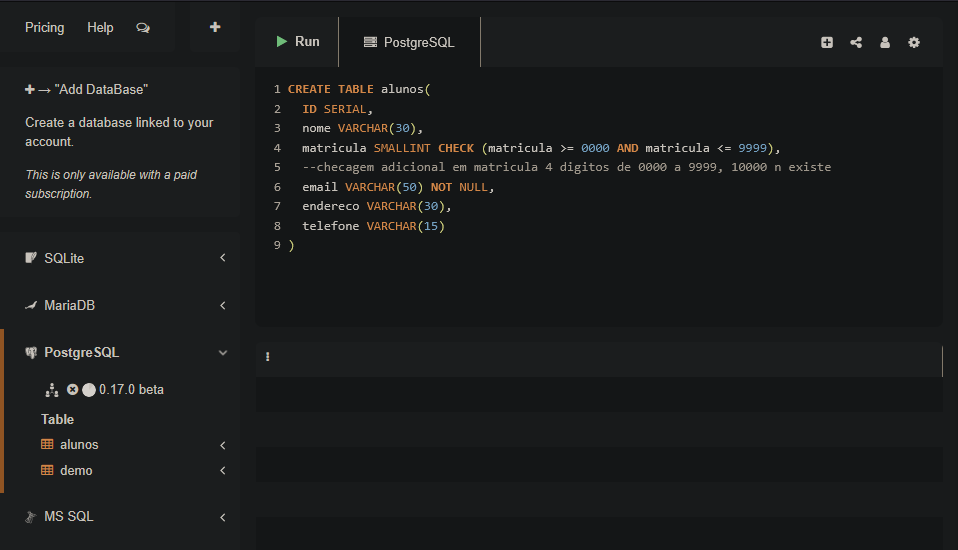 Pricing Help
"Add DataBase"
Create a database linked to your
account.
This is only available with a paid
subscription.
SQLite
MariaDB
PostgreSQL
0.17.0 beta
Table
alunos
demo
MS SQL
Run PostgreSQL
1 CREATE TABLE alunos(
2 ID SERIAL,
3 nome VARCHAR(30),
4 matricula SMALLINT CHECK (matricula >= 0000 AND matricula <= 9999),
5 --checagem adicional em matricula 4 digitos de 0000 a 9999, 10000 n existe
6 email VARCHAR(50) NOT NULL,
7 endereco VARCHAR(30),
8 telefone VARCHAR(15)
9 )